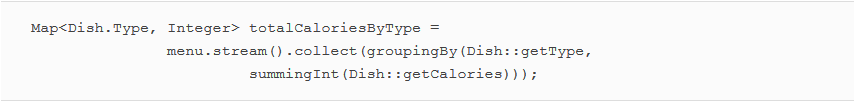 Map<Dish.Type, Integer> totalCaloriesByType =
menu.stream().collect(groupingBy(Dish::getType,
summingInt(Dish::getCalories)));